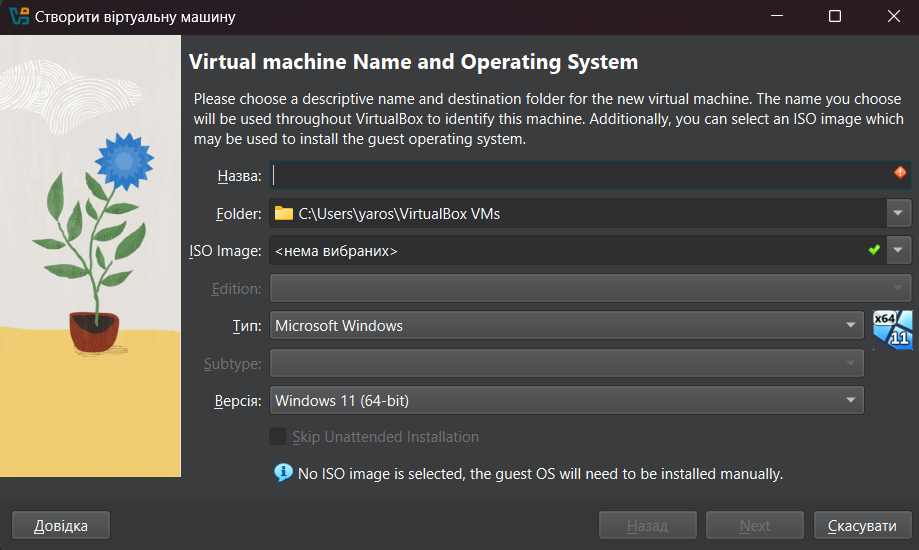 Створити віртуальну машину
Virtual machine Name and Operating System
Please choose a descriptive name and destination folder for the new virtual machine. The name you choose
will be used throughout VirtualBox to identify this machine. Additionally, you can select an ISO image which
may be used to install the guest operating system.
Назва:
Folder: C:\Users\yaros\VirtualBox VMs
ISO Image: <нема вибраних>
Edition:
Тип: Microsoft Windows
x64
11
Subtype:
Версія: Windows 11 (64-bit)
Skip Unattended Installation
No ISO image is selected, the guest OS will need to be installed manually.
Довідка Назад Next Скасувати